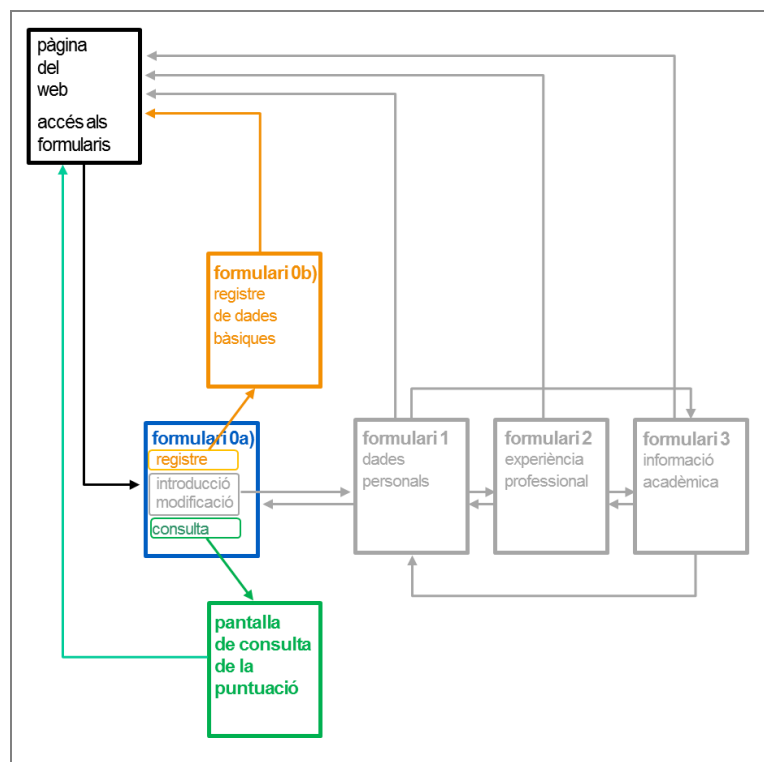 pàgina
del
web
accés als
formularis
formulari 0b)
registre
de dades
bàsiques
formulari 0a)
registre
introducció
modificació
consulta
formulari 1
dades
personals
formulari 2
experiència
professional
formulari 3
informació
acadèmica
pantalla
de consulta
de la
puntuació